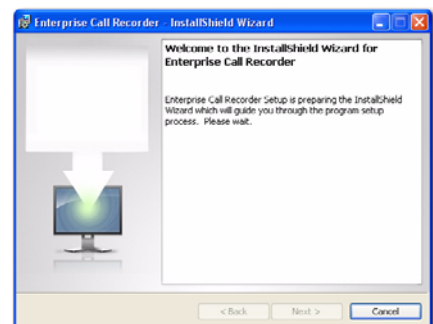 Enterprise Call Recorder - InstallShield Wizard
Welcome to the InstallShield Wizard for
Enterprise Call Recorder
Enterprise Call Recorder Setup is preparing the InstallShield
Wizard which will guide you through the program setup
process. Please wait.
< Back
Next >
Cancel